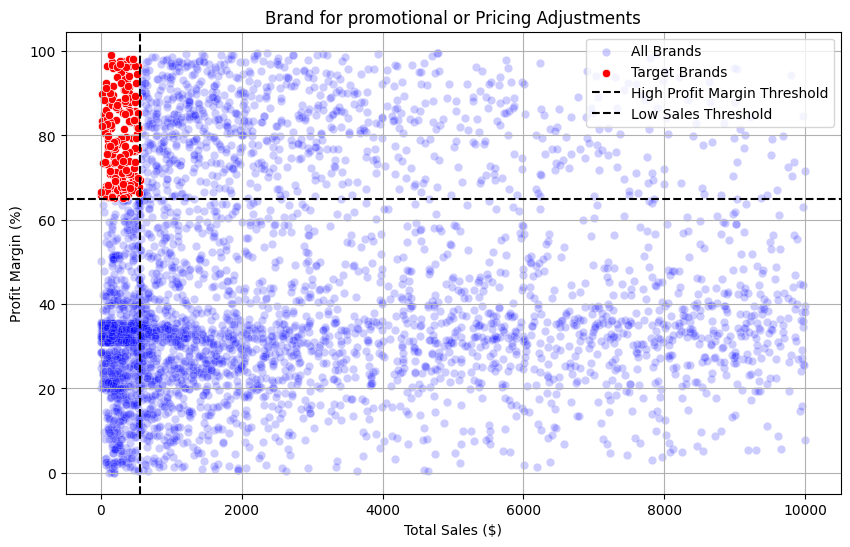 Brand for promotional or Pricing Adjustments
All Brands
Target Brands
High Profit Margin Threshold
Low Sales Threshold
Profit Margin (%)
100
80
60
40
20
0
0 2000 4000 6000 8000 10000
Total Sales ($)